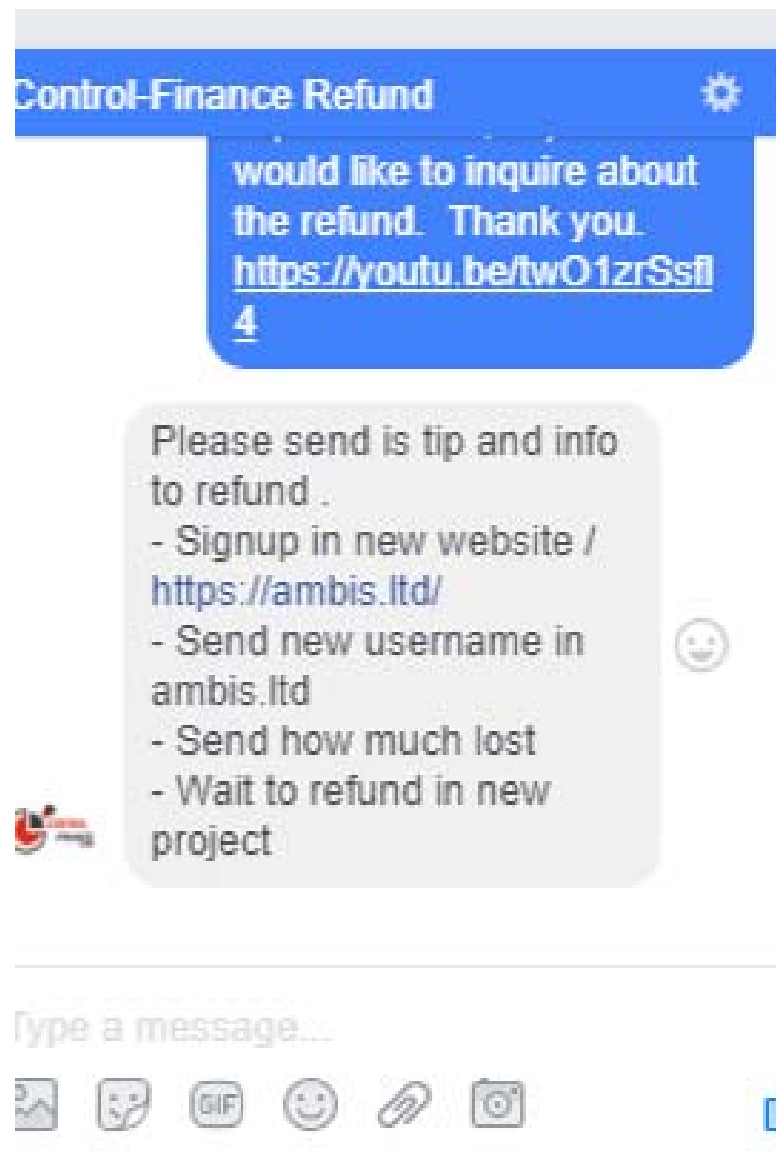 Control-Finance Refund
would like to inquire about
the refund. Thank you.
https://youtu.be/twO1zrSsfl
4
Please send is tip and info
to refund .
- Signup in new website /
https://ambis.ltd/
- Send new username in
ambis.ltd
- Send how much lost
- Wait to refund in new
project
Type a message...
GIF